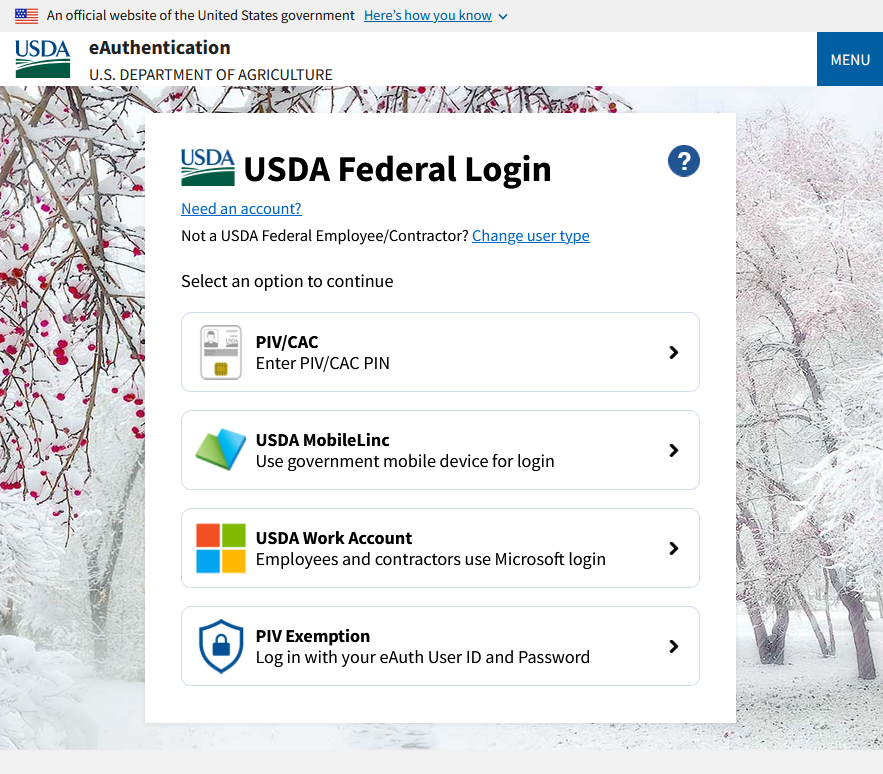 An official website of the United States government Here's how you know
USDA eAuthentication
U.S. DEPARTMENT OF AGRICULTURE
MENU
USDA USDA Federal Login ?
Need an account?
Not a USDA Federal Employee/Contractor? Change user type
Select an option to continue
PIV/CAC
Enter PIV/CAC PIN
USDA MobileLinc
Use government mobile device for login
USDA Work Account
Employees and contractors use Microsoft login
PIV Exemption
Log in with your eAuth User ID and Password